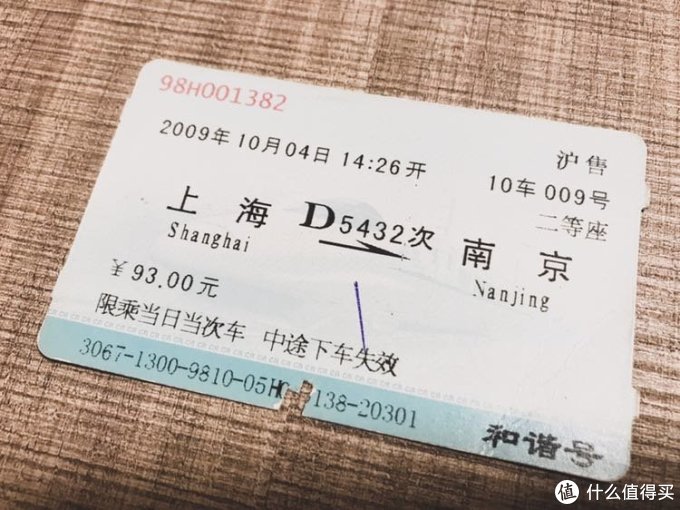 98H001382
沪售
2009年10月04日14:26开
10车009号
二等座
上海 D5432次 南京
Shanghai Nanjing
¥93.00元
限乘当日当次车 中途下车失效
3067-1300-9810-05H 138-20301
和谐号
值 什么值得买